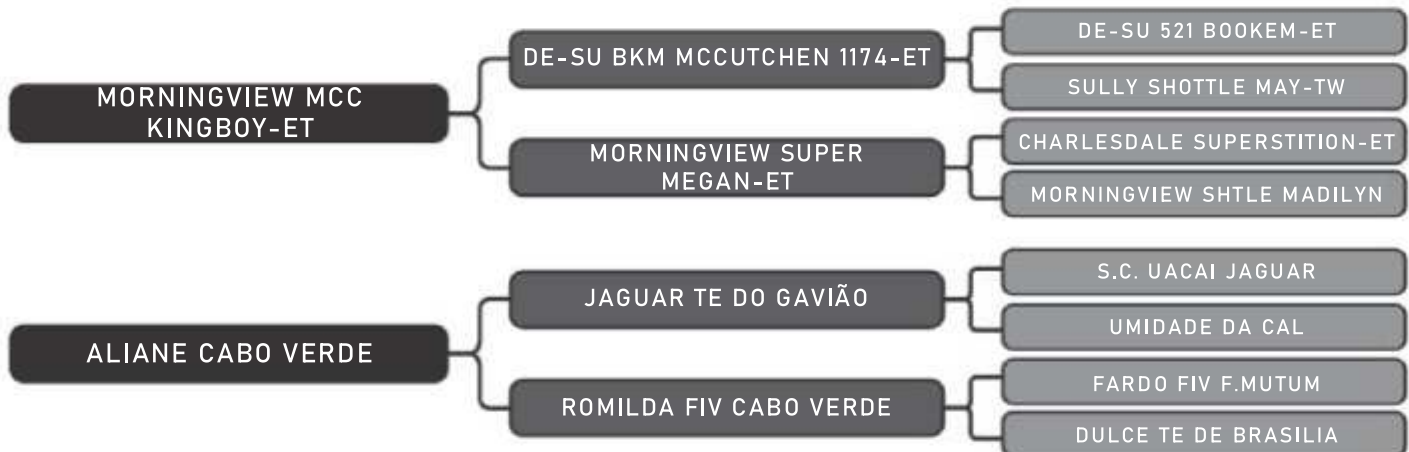 DE-SU 521 BOOKEM-ET
DE-SU BKM MCCUTCHEN 1174-ET
SULLY SHOTTLE MAY-TW
MORNINGVIEW MCC
KINGBOY-ET
CHARLESDALE SUPERSTITION-ET
MORNINGVIEW SUPER
MEGAN-ET
MORNINGVIEW SHTLE MADILYN
S.C. UACAI JAGUAR
JAGUAR TE DO GAVIÃO
UMIDADE DA CAL
ALIANE CABO VERDE
FARDO FIV F.MUTUM
ROMILDA FIV CABO VERDE
DULCE TE DE BRASILIA